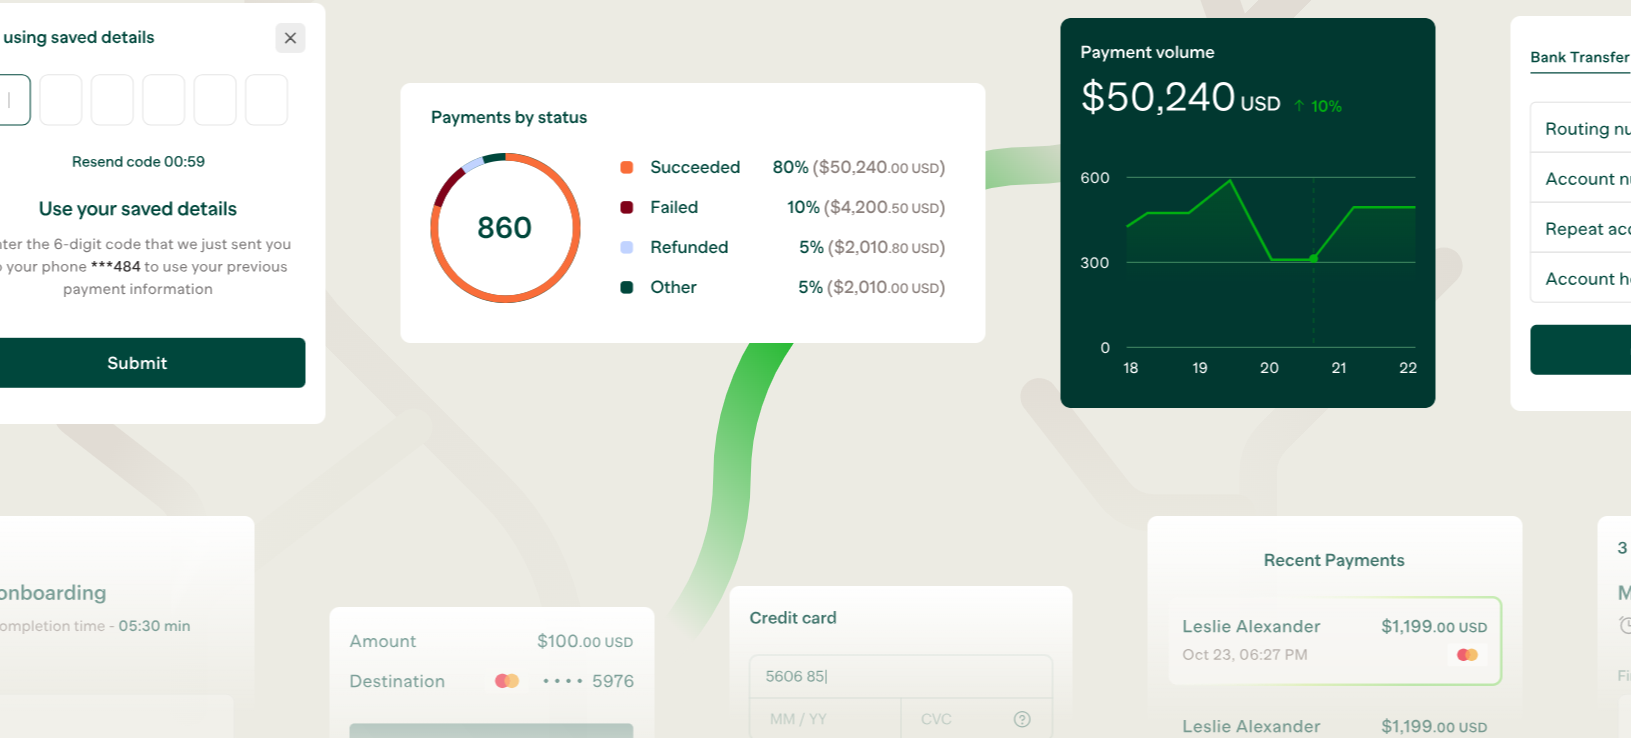 using saved details
Resend code 00:59
Use your saved details
ter the 6-digit code that we just sent you
your phone ***484 to use your previous
payment information
Submit
Payments by status
860
Succeeded 80% ($50,240.00 USD)
Failed 10% ($4,200.50 USD)
Refunded 5% ($2,010.80 USD)
Other 5% ($2,010.00 USD)
Payment volume
$50,240 USD ↑ 10%
600
300
0
18 19 20 21 22
Bank Transfer
Routing nu
Account nu
Repeat acc
Account h
onboarding
ompletion time - 05:30 min
Amount $100.00 USD
Destination •••• 5976
Credit card
5606 85
MM / YY CVC
Recent Payments
Leslie Alexander $1,199.00 USD
Oct 23, 06:27 PM
Leslie Alexander $1,199.00 USD
3
M
Fi